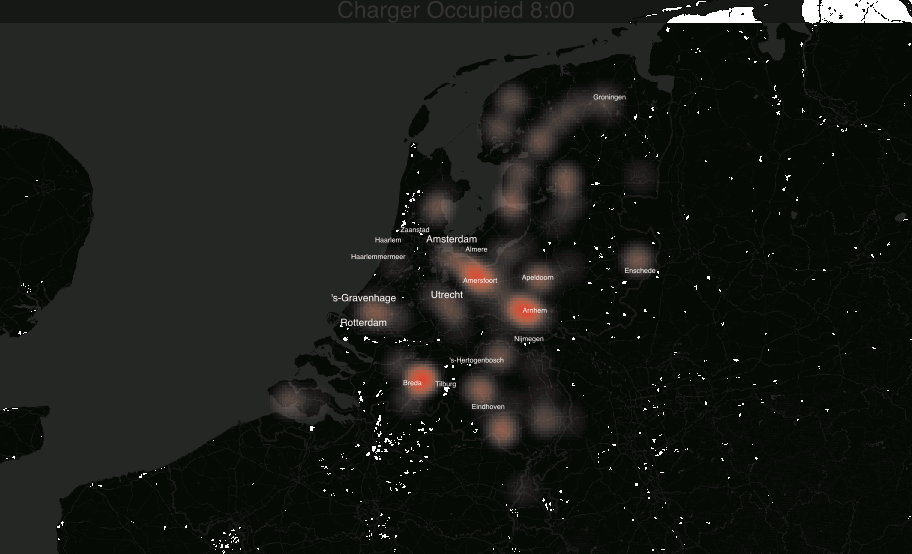 Charger Occupied 8:00
Groningen
Zaanstad
Haarlem
Amsterdam
Almere
Haarlemmermeer
Enschede
Apeldoorn
Amersfoort
Utrecht
's-Gravenhage
Arnhem
Rotterdam
Nijmegen
's-Hertogenbosch
Breda
Tilburg
Eindhoven